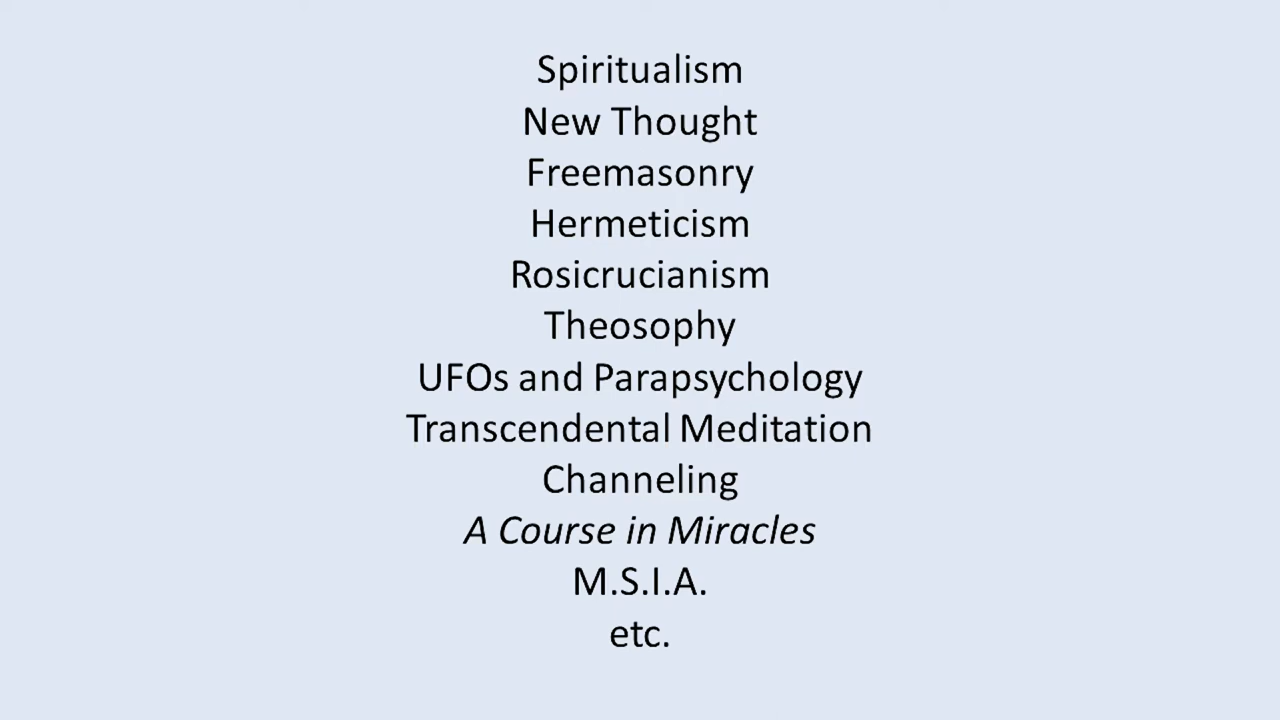 Spiritualism
New Thought
Freemasonry
Hermeticism
Rosicrucianism
Theosophy
UFOs and Parapsychology
Transcendental Meditation
Channeling
A Course in Miracles
M.S.I.A.
etc.